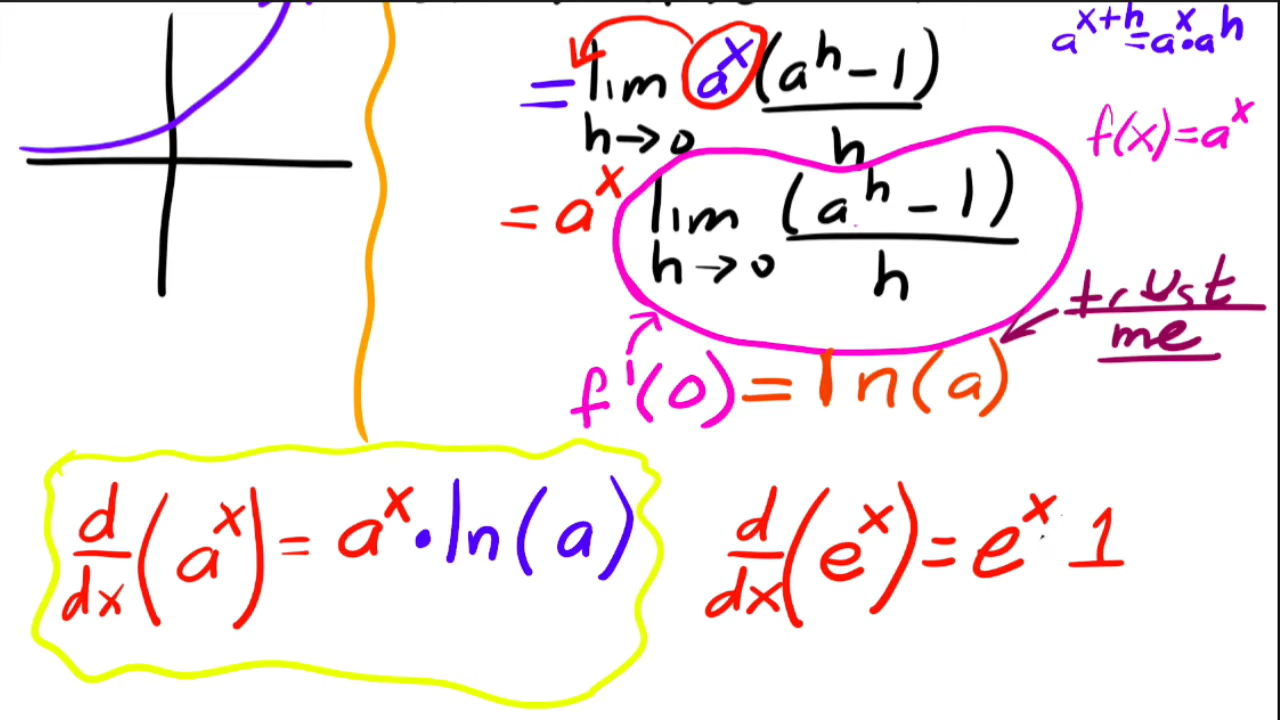 a^{x+h} = a^x · a^h
= lim_{h→0} a^x (a^h − 1) / h
f(x) = a^x
= a^x lim_{h→0} (a^h − 1) / h
trust
me
f'(0) = ln(a)
d/dx (a^x) = a^x · ln(a)
d/dx (e^x) = e^x · 1